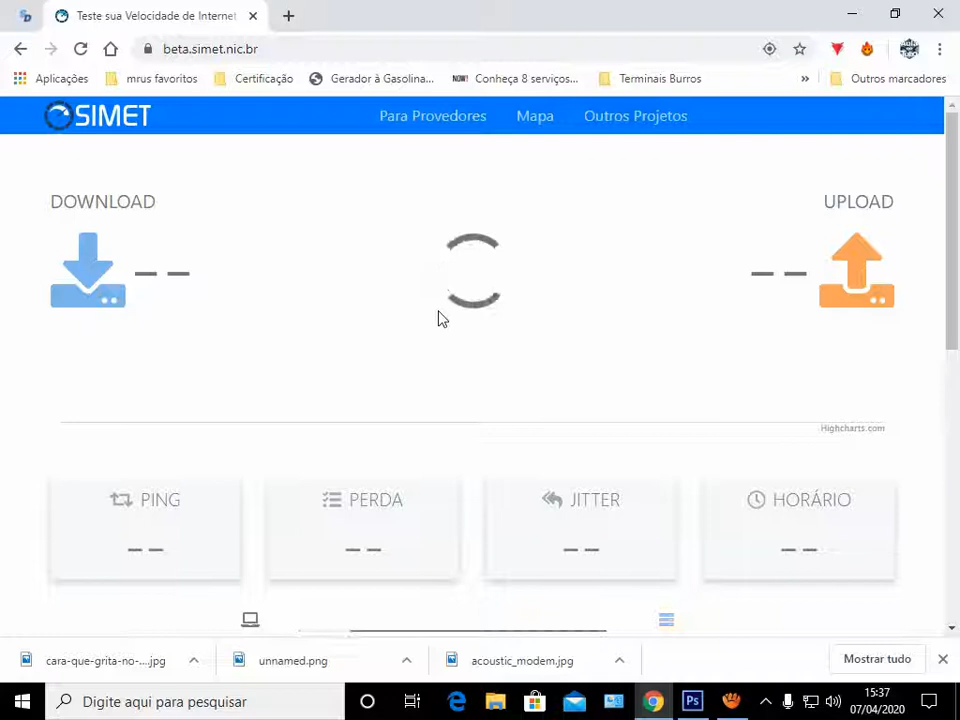 Teste sua Velocidade de Internet
beta.simet.nic.br
Aplicações mrus favoritos Certificação Gerador à Gasolina... Conheça 8 serviços... Terminais Burros » Outros marcadores
SIMET Para Provedores Mapa Outros Projetos
DOWNLOAD UPLOAD
— — — —
Highcharts.com
PING PERDA JITTER HORÁRIO
— — — — — — — —
cara-que-grita-no-....jpg unnamed.png acoustic_modem.jpg Mostrar tudo
Digite aqui para pesquisar Ps 15:37
07/04/2020